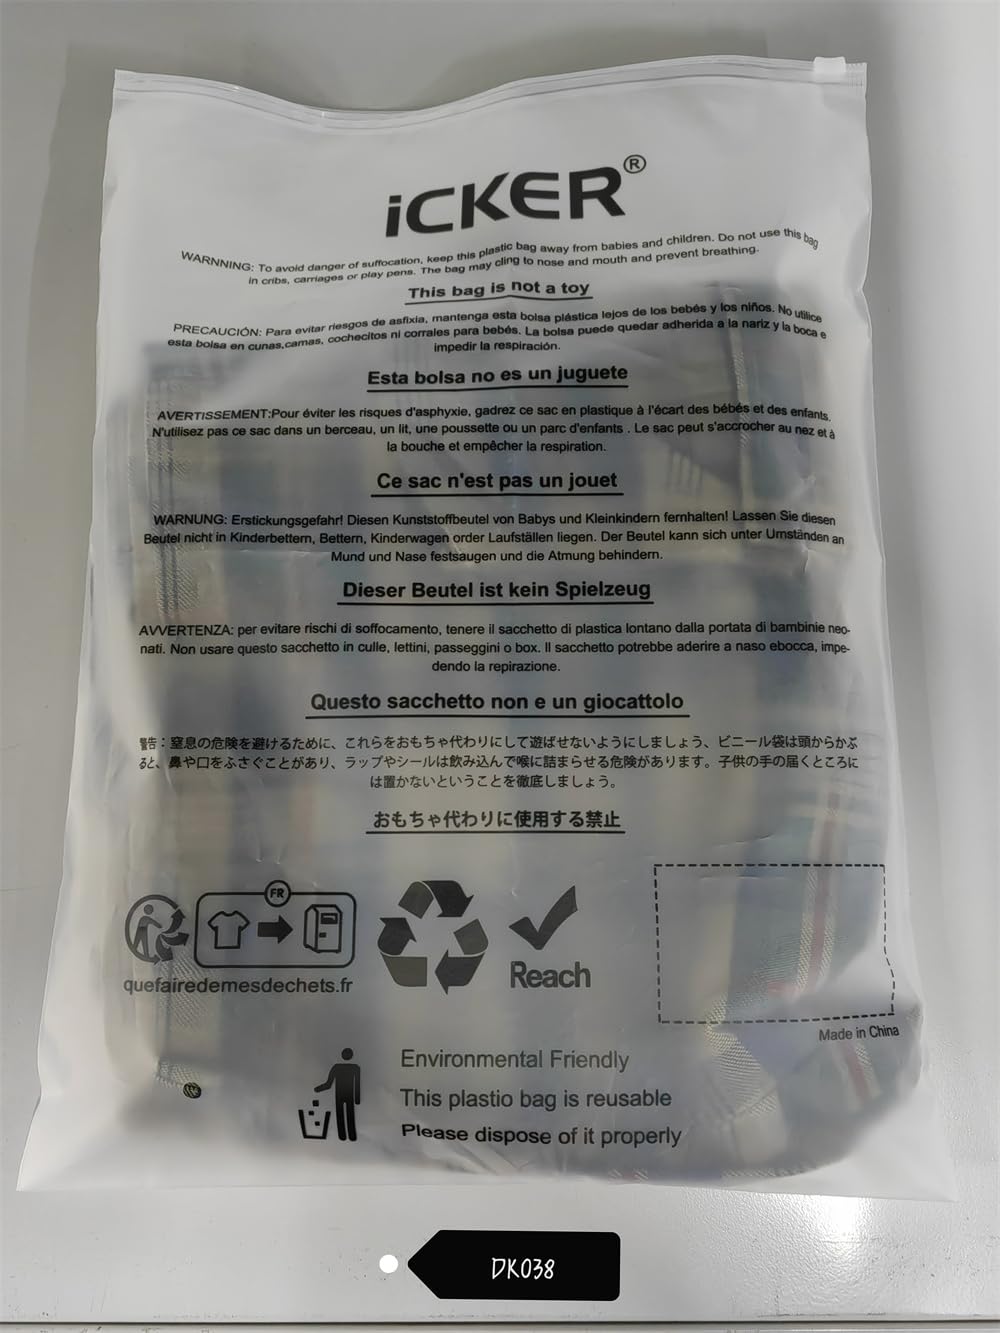 iCKER®
WARNNING: To avoid danger of suffocation, keep this plastic bag away from babies and children. Do not use this bag
in cribs, carriages or play pens. The bag may cling to nose and mouth and prevent breathing.
This bag is not a toy
PRECAUCIÓN: Para evitar riesgos de asfixia, mantenga esta bolsa plástica lejos de los bebés y los niños. No utilice
esta bolsa en cunas,camas, cochecitos ni corrales para bebés. La bolsa puede quedar adherida a la nariz y la boca e
impedir la respiración.
Esta bolsa no es un juguete
AVERTISSEMENT:Pour éviter les risques d'asphyxie, gadrez ce sac en plastique à l'écart des bébés et des enfants.
N'utilisez pas ce sac dans un berceau, un lit, une poussette ou un parc d'enfants . Le sac peut s'accrocher au nez et à
la bouche et empêcher la respiration.
Ce sac n'est pas un jouet
WARNUNG: Erstickungsgefahr! Diesen Kunststoffbeutel von Babys und Kleinkindern fernhalten! Lassen Sie diesen
Beutel nicht in Kinderbettern, Bettern, Kinderwagen order Laufställen liegen. Der Beutel kann sich unter Umständen an
Mund und Nase festsaugen und die Atmung behindern.
Dieser Beutel ist kein Spielzeug
AVVERTENZA: per evitare rischi di soffocamento, tenere il sacchetto di plastica lontano dalla portata di bambinie neo-
nati. Non usare questo sacchetto in culle, lettini, passeggini o box. Il sacchetto potrebbe aderire a naso ebocca, impe-
dendo la repirazione.
Questo sacchetto non e un giocattolo
警告：窒息の危険を避けるために、これらをおもちゃ代わりにして遊ばせないようにしましょう、ビニール袋は頭からかぶ
ると、鼻や口をふさぐことがあり、ラップやシールは飲み込んで喉に詰まらせる危険があります。子供の手の届くところに
は置かないということを徹底しましょう。
おもちゃ代わりに使用する禁止
FR
quefairedemesdechets.fr
Reach
Made in China
Environmental Friendly
This plastio bag is reusable
Please dispose of it properly
DK038